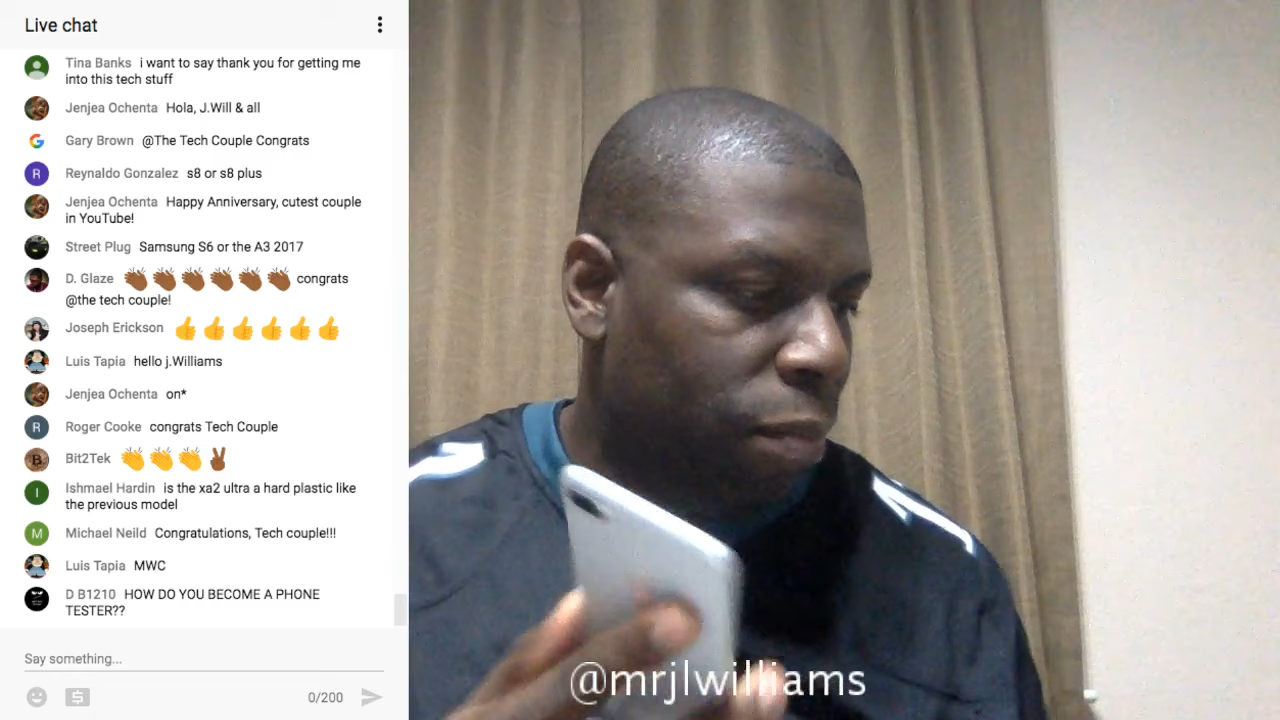 Live chat
Tina Banks i want to say thank you for getting me
into this tech stuff
Jenjea Ochenta Hola, J.Will & all
Gary Brown @The Tech Couple Congrats
R Reynaldo Gonzalez s8 or s8 plus
Jenjea Ochenta Happy Anniversary, cutest couple
in YouTube!
Street Plug Samsung S6 or the A3 2017
D. Glaze 👏🏾👏🏾👏🏾👏🏾👏🏾👏🏾 congrats
@the tech couple!
Joseph Erickson 👍👍👍👍👍👍
Luis Tapia hello j.Williams
Jenjea Ochenta on*
R Roger Cooke congrats Tech Couple
Bit2Tek 👏👏👏✌🏾
I Ishmael Hardin is the xa2 ultra a hard plastic like
the previous model
M Michael Neild Congratulations, Tech couple!!!
Luis Tapia MWC
D B1210 HOW DO YOU BECOME A PHONE
TESTER??
Say something...
0/200
@mrjlwilliams